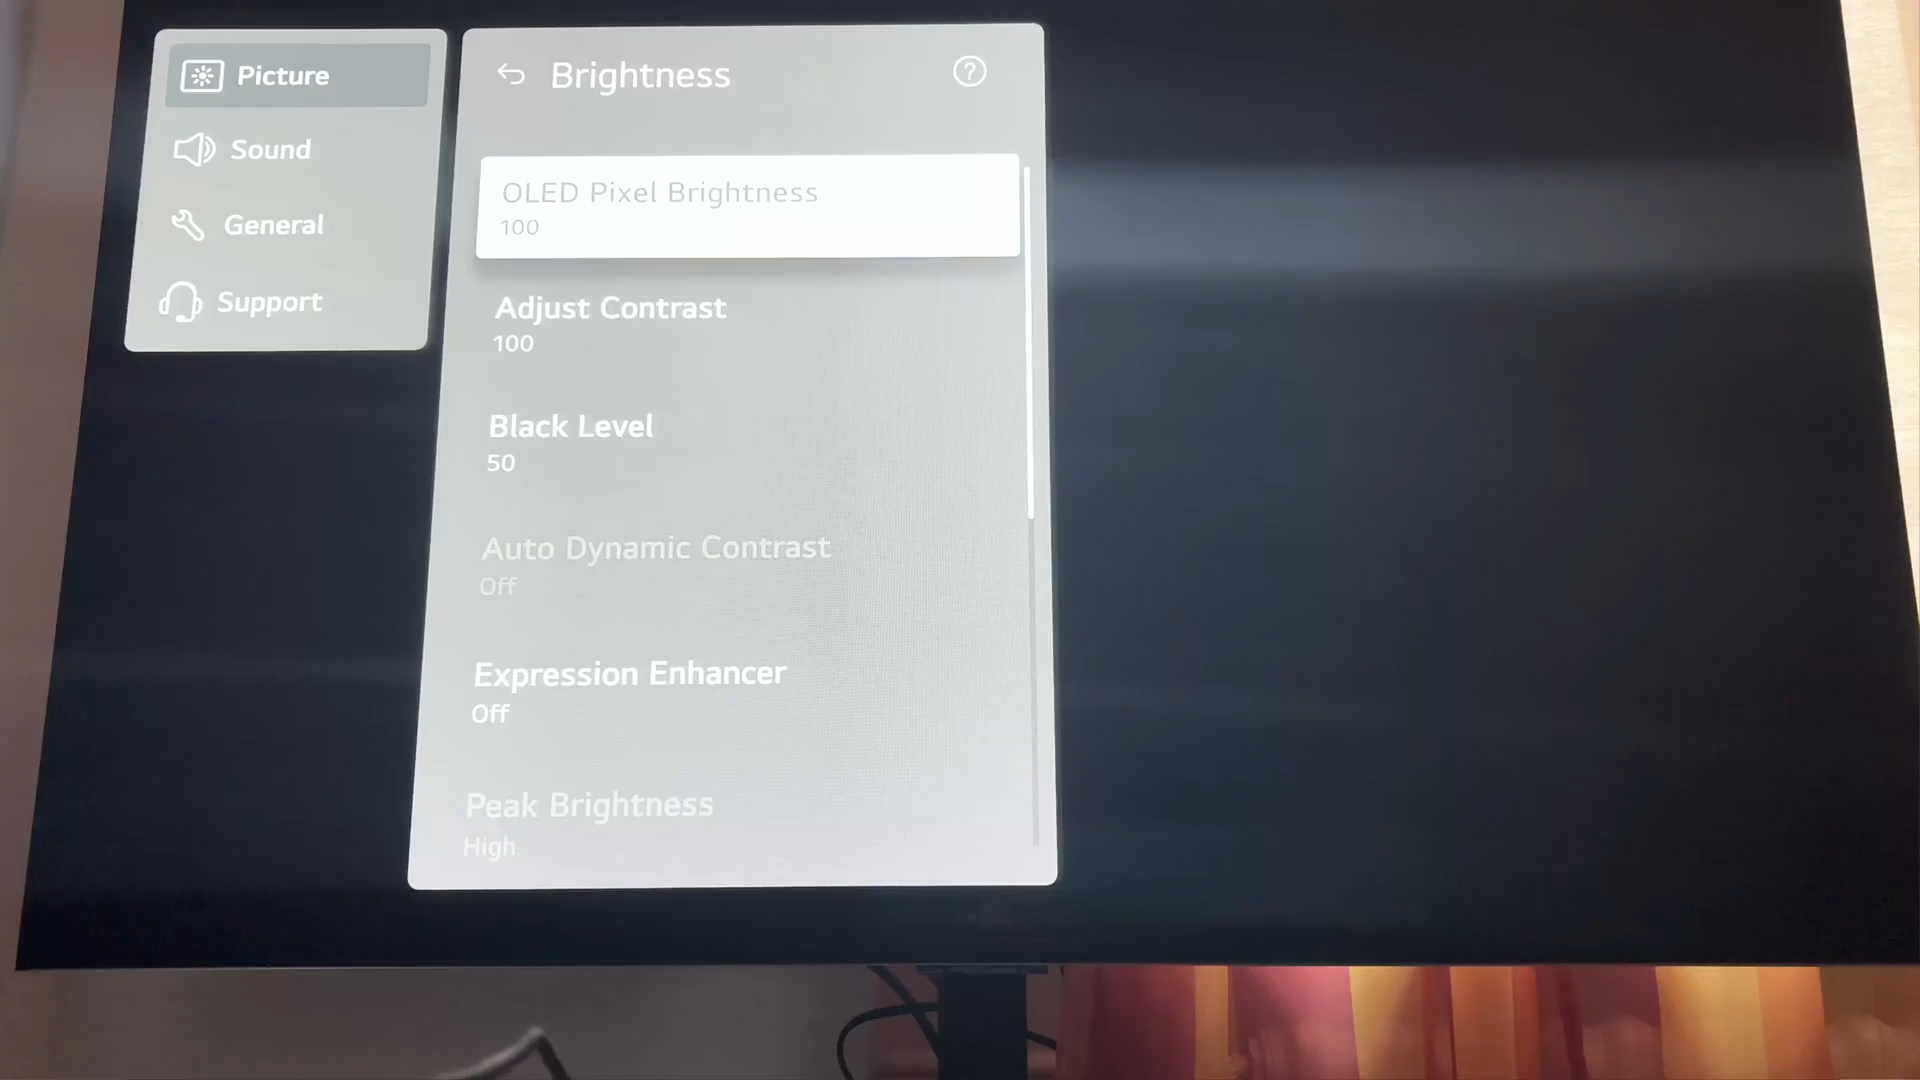 Picture
Sound
General
Support
Brightness
?
OLED Pixel Brightness
100
Adjust Contrast
100
Black Level
50
Auto Dynamic Contrast
Off
Expression Enhancer
Off
Peak Brightness
High